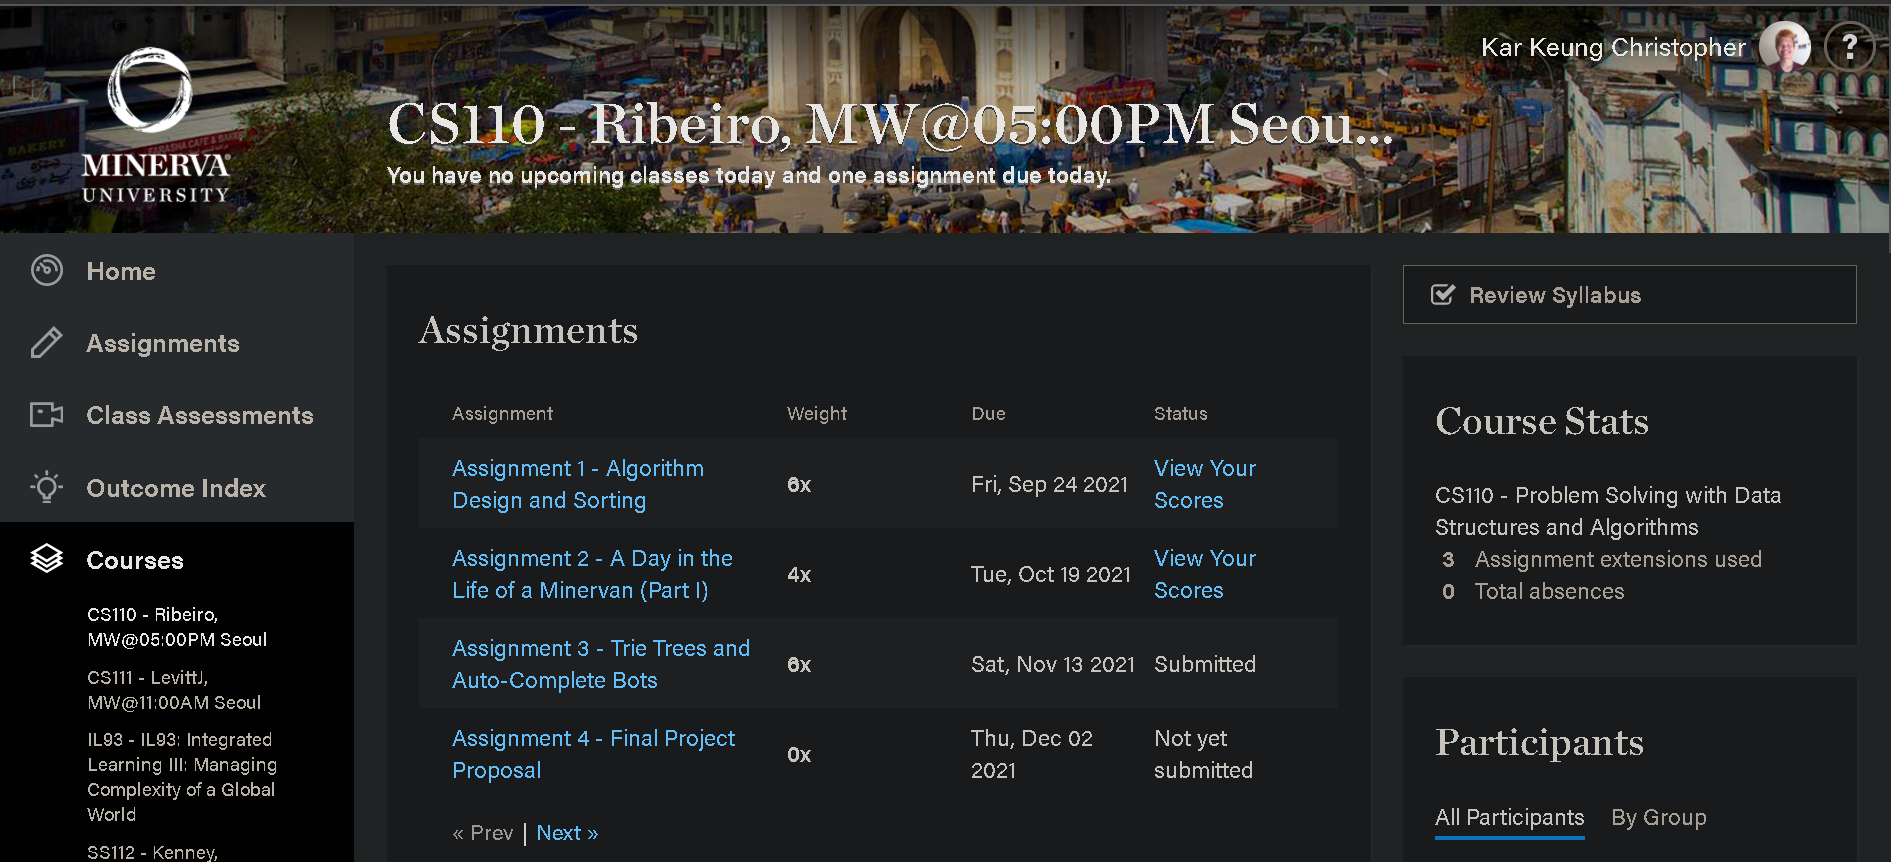 Kar Keung Christopher
?
MINERVA
UNIVERSITY
CS110 - Ribeiro, MW@05:00PM Seou...
You have no upcoming classes today and one assignment due today.
Home
Assignments
Class Assessments
Outcome Index
Courses
CS110 - Ribeiro,
MW@05:00PM Seoul
CS111 - LevittJ,
MW@11:00AM Seoul
IL93 - IL93: Integrated
Learning III: Managing
Complexity of a Global
World
SS112 - Kenney,
Assignments
Assignment Weight Due Status
Assignment 1 - Algorithm
Design and Sorting
6x
Fri, Sep 24 2021
View Your
Scores
Assignment 2 - A Day in the
Life of a Minervan (Part I)
4x
Tue, Oct 19 2021
View Your
Scores
Assignment 3 - Trie Trees and
Auto-Complete Bots
6x
Sat, Nov 13 2021
Submitted
Assignment 4 - Final Project
Proposal
0x
Thu, Dec 02
2021
Not yet
submitted
« Prev | Next »
Review Syllabus
Course Stats
CS110 - Problem Solving with Data
Structures and Algorithms
3 Assignment extensions used
0 Total absences
Participants
All Participants By Group